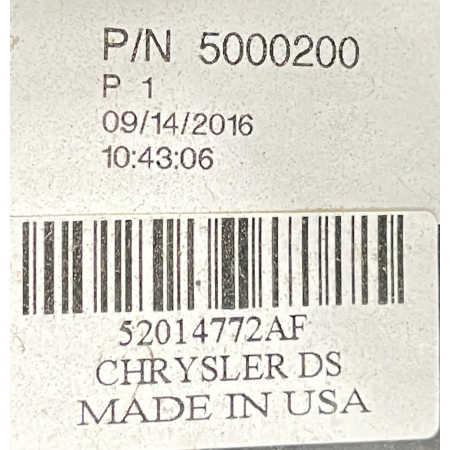 P/N 5000200
P 1
09/14/2016
10:43:06
52014772AF
CHRYSLER DS
MADE IN USA